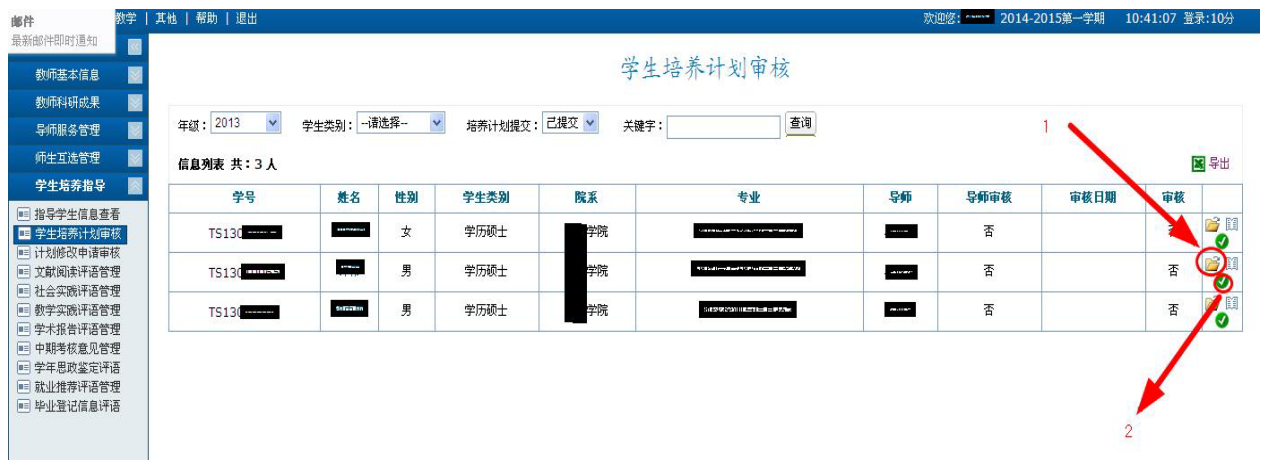 邮件
最新邮件即时通知
教学 | 其他 | 帮助 | 退出
欢迎您: 2014-2015第一学期 10:41:07 登录:10分
教师基本信息
教师科研成果
导师服务管理
师生互选管理
学生培养指导
指导学生信息查看
学生培养计划审核
计划修改申请审核
文献阅读评语管理
社会实践评语管理
教学实践评语管理
学术报告评语管理
中期考核意见管理
学年思政鉴定评语
就业推荐评语管理
毕业登记信息评语
学生培养计划审核
年级: 2013 学生类别: --请选择-- 培养计划提交: 已提交 关键字: 查询
信息列表 共:3人 导出
学号 姓名 性别 学生类别 院系 专业 导师 导师审核 审核日期 审核
TS130 女 学历硕士 学院 否 否
TS130 男 学历硕士 学院 否 否
TS130 男 学历硕士 学院 否 否
1
2